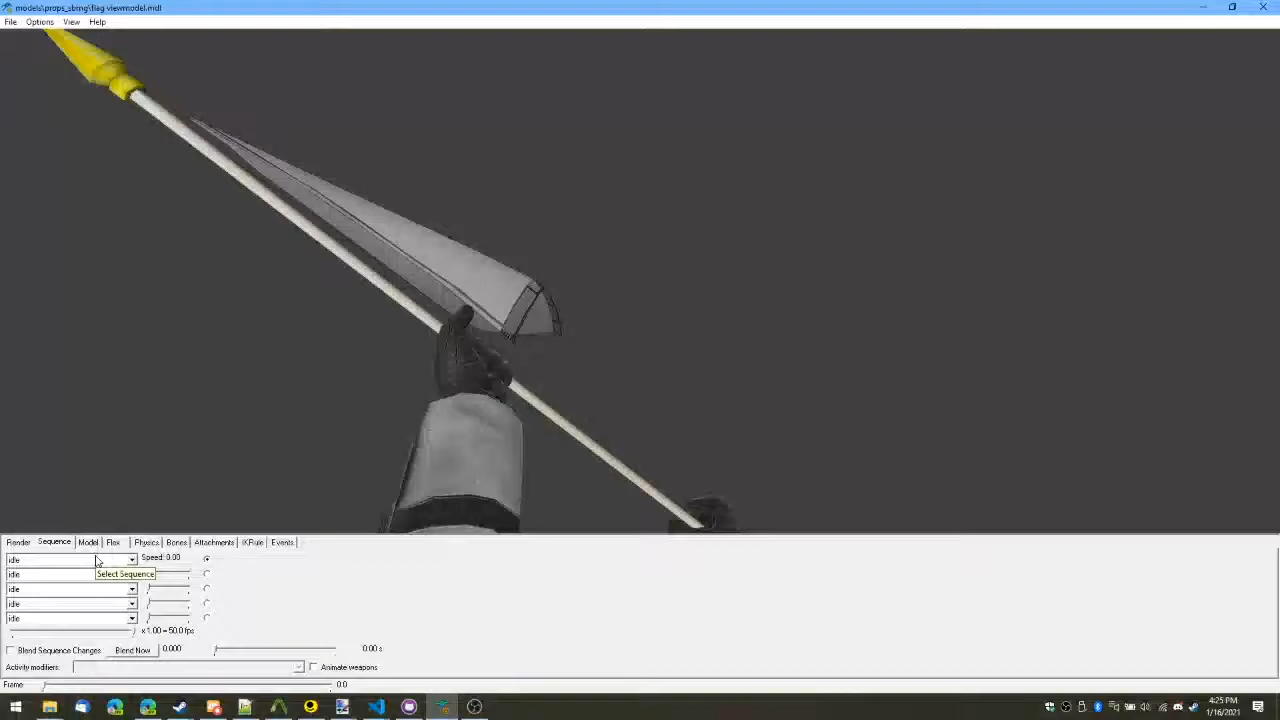 models\props_sbing\flag viewmodel.mdl
File Options View Help
Render Sequence Model Flex Physics Bones Attachments IKRule Events
idle Speed: 0.00
idle Select Sequence
idle
idle
idle
x 1.00 = 50.0 fps
Blend Sequence Changes Blend Now 0.000 0.00 s
Activity modifiers: Animate weapons
Frame: 0.0
4:25 PM
1/16/2021